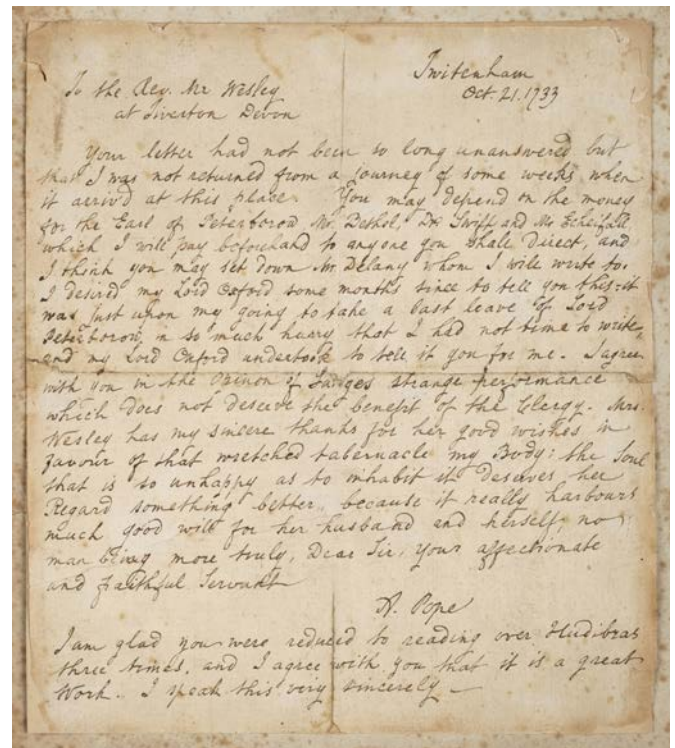 Twitenham
Oct. 21. 1733
To the Rev. Mr Wesley
at Tiverton Devon
Your letter had not been so long unanswered but
that I was not returned from a journey of some weeks when
it arriv'd at this place. You may depend on the money
for the Earl of Peterborow Mr. Bethel, Dr Swift and Mr
which I will pay beforehand to anyone you shall Direct, and
I think you may set down Mr. Delany whom I will write to.
I desired my Lord Oxford some months since to tell you this: it
was just upon my going to take a last leave of Lord
Peterborow, in so much hurry that I had not time to write,
and my Lord Oxford undertook to tell it you for me. I agree
with you in the Opinon of strange performance
which does not deserve the benefit of the Clergy. Mrs.
Wesley has my sincere thanks for her good wishes in
favour of that wretched tabernacle my Body: the Soul
that is so unhappy as to inhabit it deserves her
Regard something better, because it really harbours
much good will for her husband and herself, no
man being more truly, Dear Sir, your affectionate
and faithful Servant
A. Pope
I am glad you were reduced to reading over Hudibras
three times, and I agree with you that it is a great
Work. I speak this very sincerely —